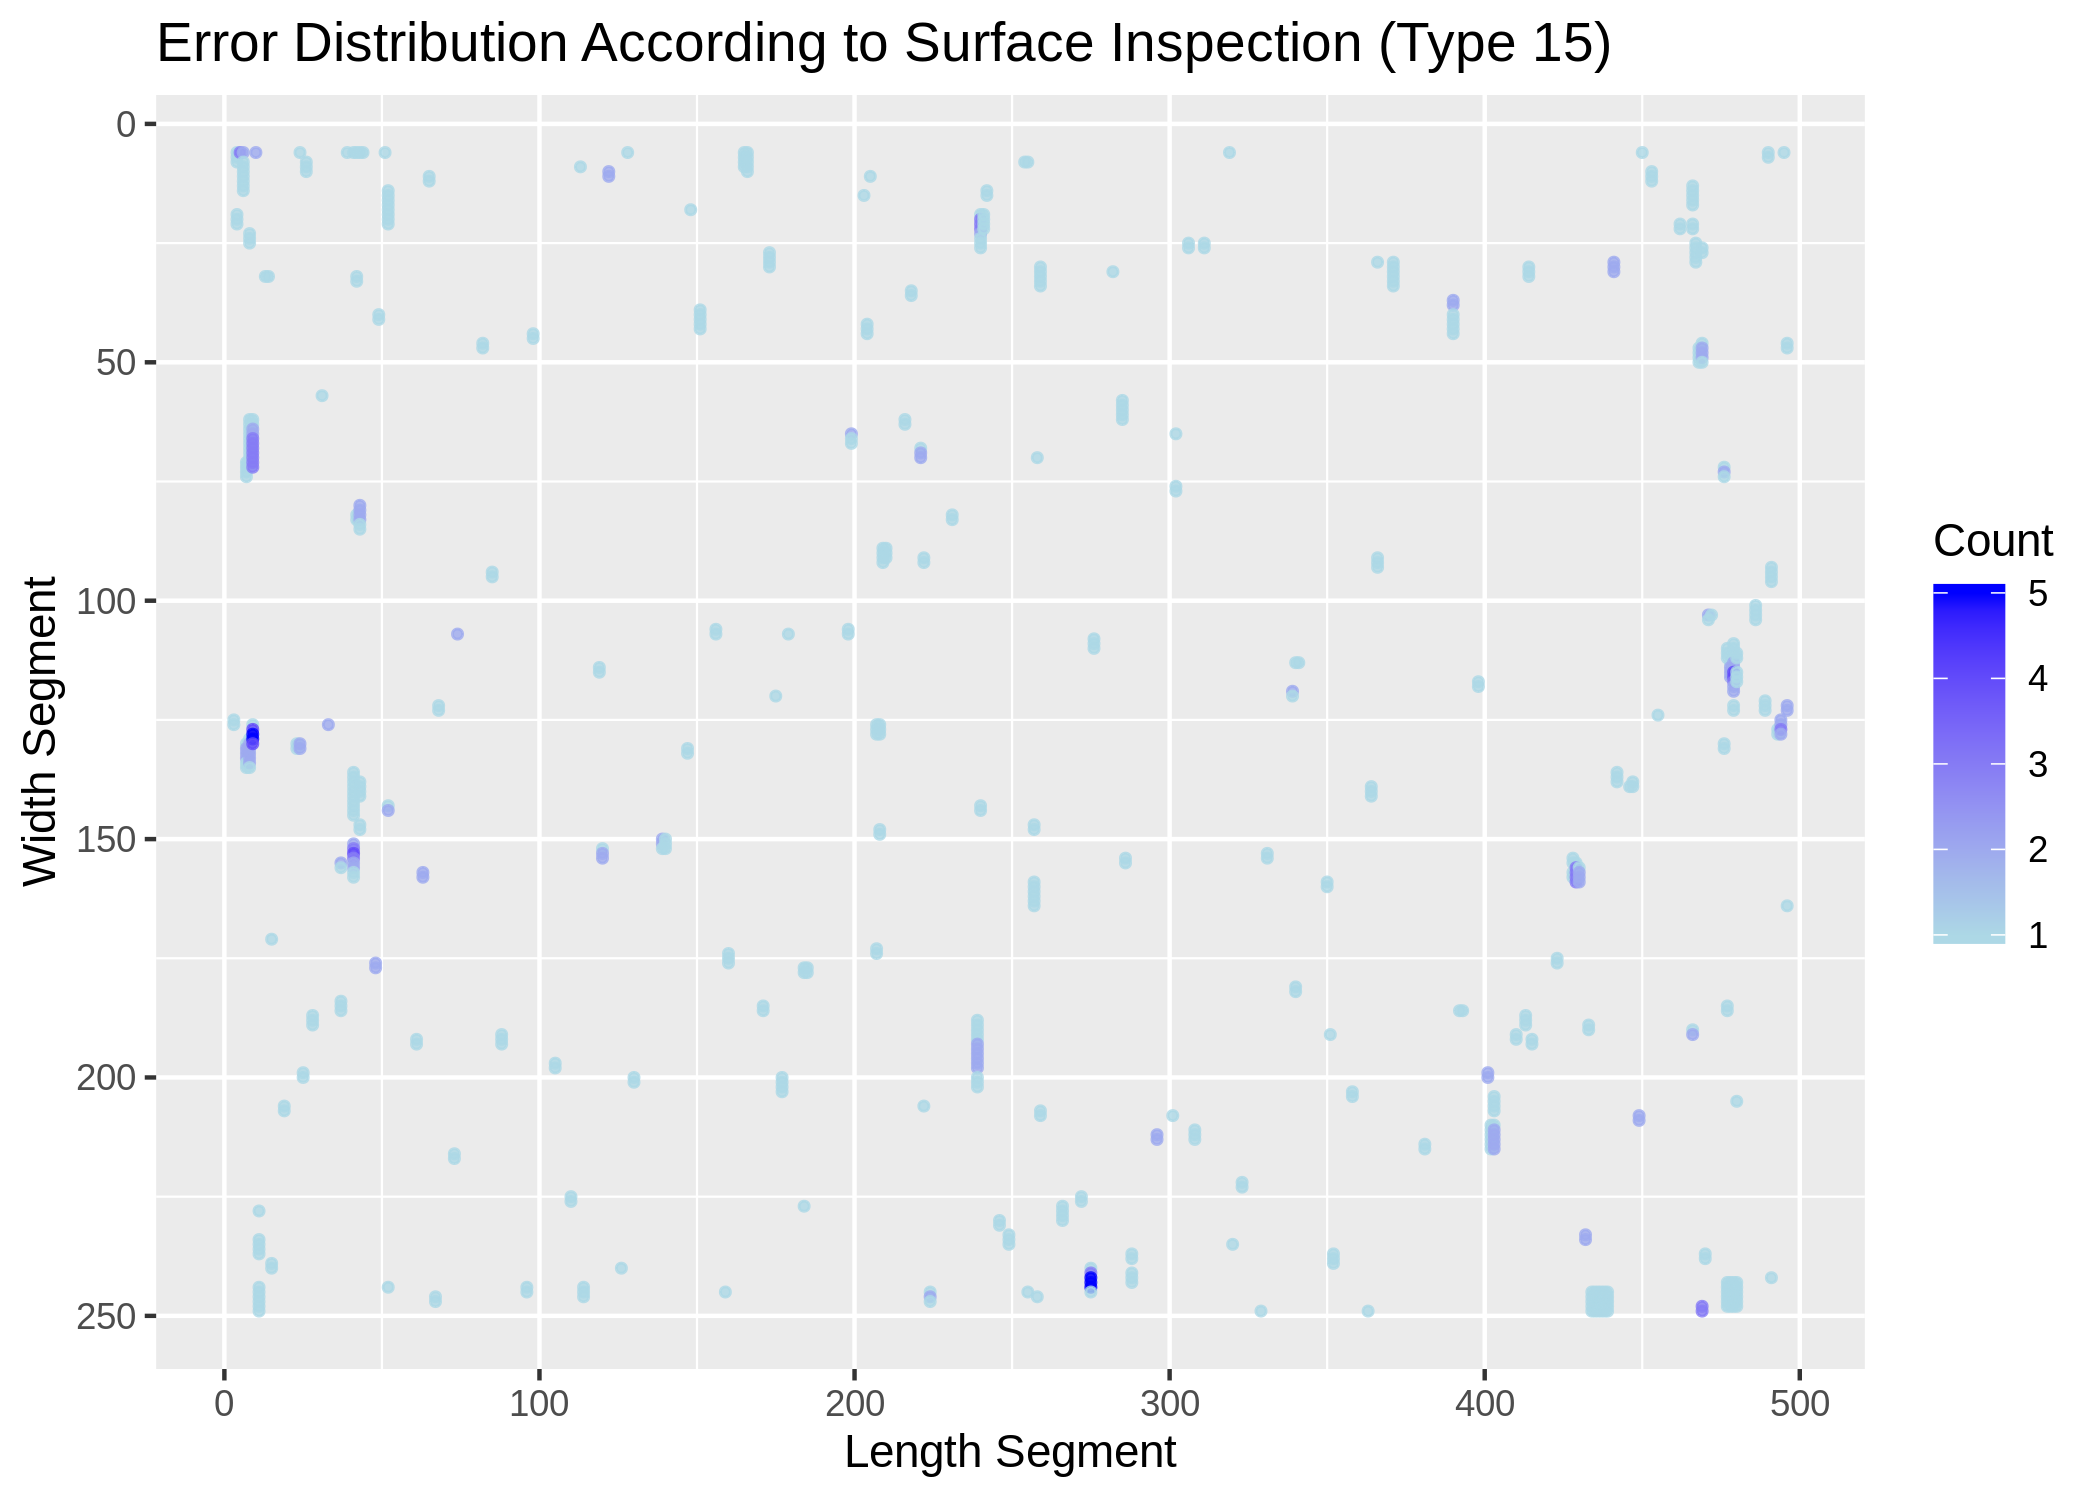 Error Distribution According to Surface Inspection (Type 15)
0
50
100
150
200
250
Width Segment
0 100 200 300 400 500
Length Segment
Count
5
4
3
2
1